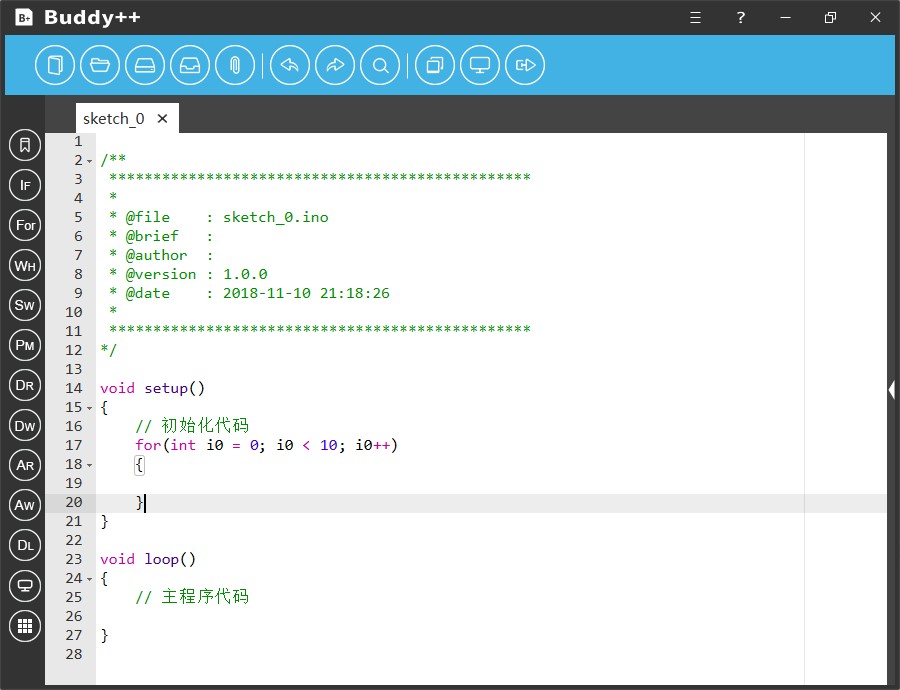 B+ Buddy++ ?
sketch_0 ×
IF
For
WH
SW
PM
DR
DW
AR
AW
DL
1
2 /**
3 ************************************************
4 *
5 * @file    : sketch_0.ino
6 * @brief   :
7 * @author  :
8 * @version : 1.0.0
9 * @date    : 2018-11-10 21:18:26
10 *
11 ************************************************
12 */
13
14 void setup()
15 {
16     // 初始化代码
17     for(int i0 = 0; i0 < 10; i0++)
18     {
19
20     }
21 }
22
23 void loop()
24 {
25     // 主程序代码
26
27 }
28